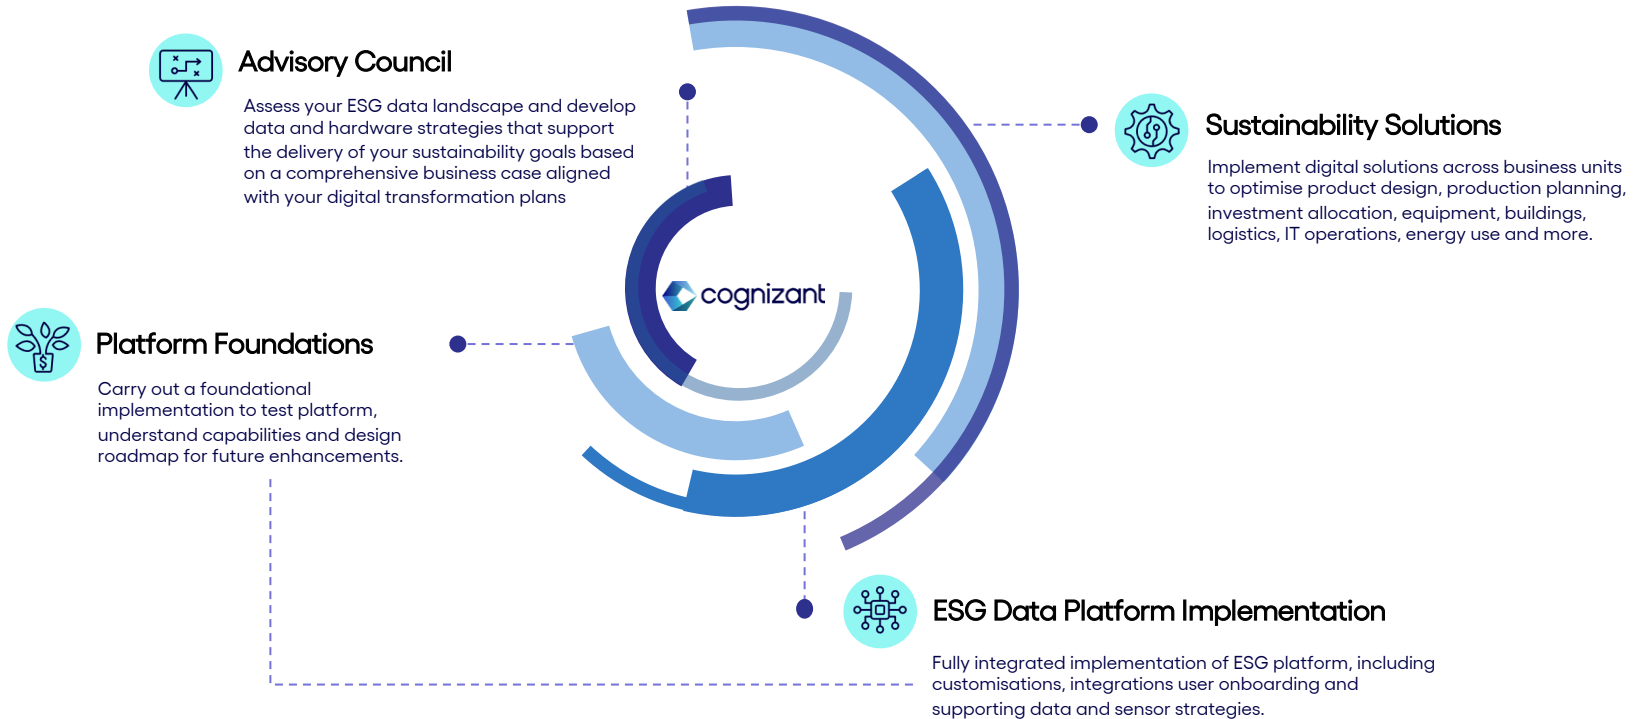 Advisory Council
Assess your ESG data landscape and develop
data and hardware strategies that support
the delivery of your sustainability goals based
on a comprehensive business case aligned
with your digital transformation plans
Sustainability Solutions
Implement digital solutions across business units
to optimise product design, production planning,
investment allocation, equipment, buildings,
logistics, IT operations, energy use and more.
cognizant
Platform Foundations
Carry out a foundational
implementation to test platform,
understand capabilities and design
roadmap for future enhancements.
$
ESG Data Platform Implementation
Fully integrated implementation of ESG platform, including
customisations, integrations user onboarding and
supporting data and sensor strategies.